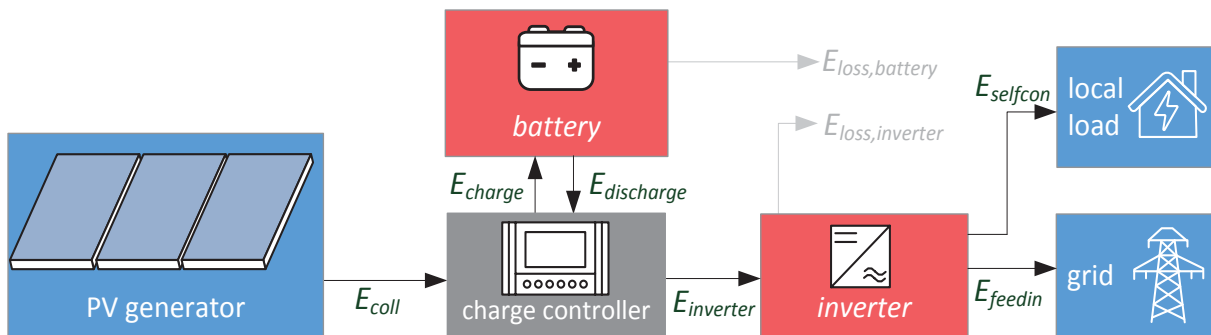 battery
E_loss,battery
E_loss,inverter
E_selfcon
local
load
E_charge
E_discharge
PV generator
E_coll
charge controller
E_inverter
inverter
E_feedin
grid